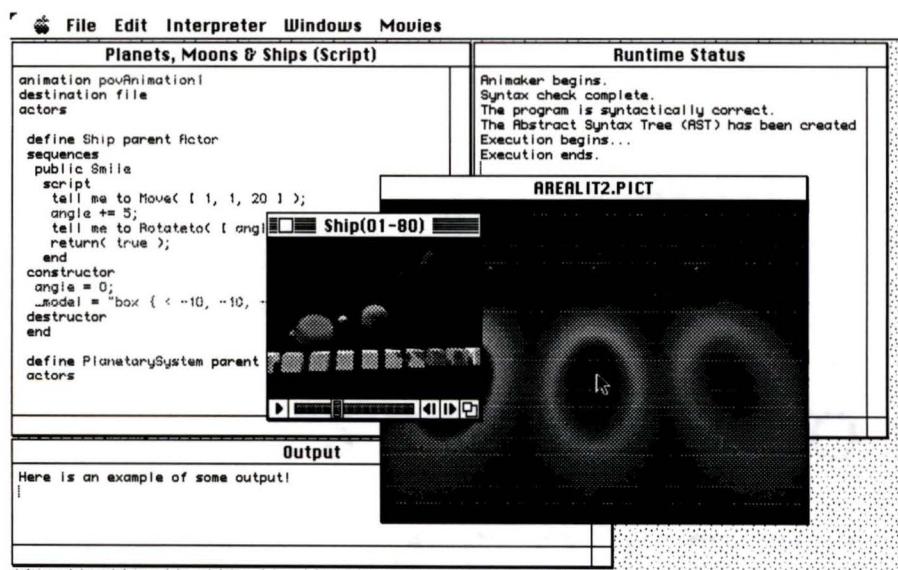 File Edit Interpreter Windows Movies
Planets, Moons & Ships (Script)
animation povAnimation1
destination file
actors
define Ship parent Actor
sequences
public Smile
script
tell me to Move( [ 1, 1, 20 ] );
angle += 5;
tell me to Rotateto( [ angl
return( true );
end
constructor
angle = 0;
_model = "box { < -10, -10, -
destructor
end
define PlanetarySystem parent
actors
Runtime Status
Animaker begins.
Syntax check complete.
The program is syntactically correct.
The Abstract Syntax Tree (AST) has been created
Execution begins...
Execution ends.
AREALIT2.PICT
Ship(01-80)
Output
Here is an example of some output!